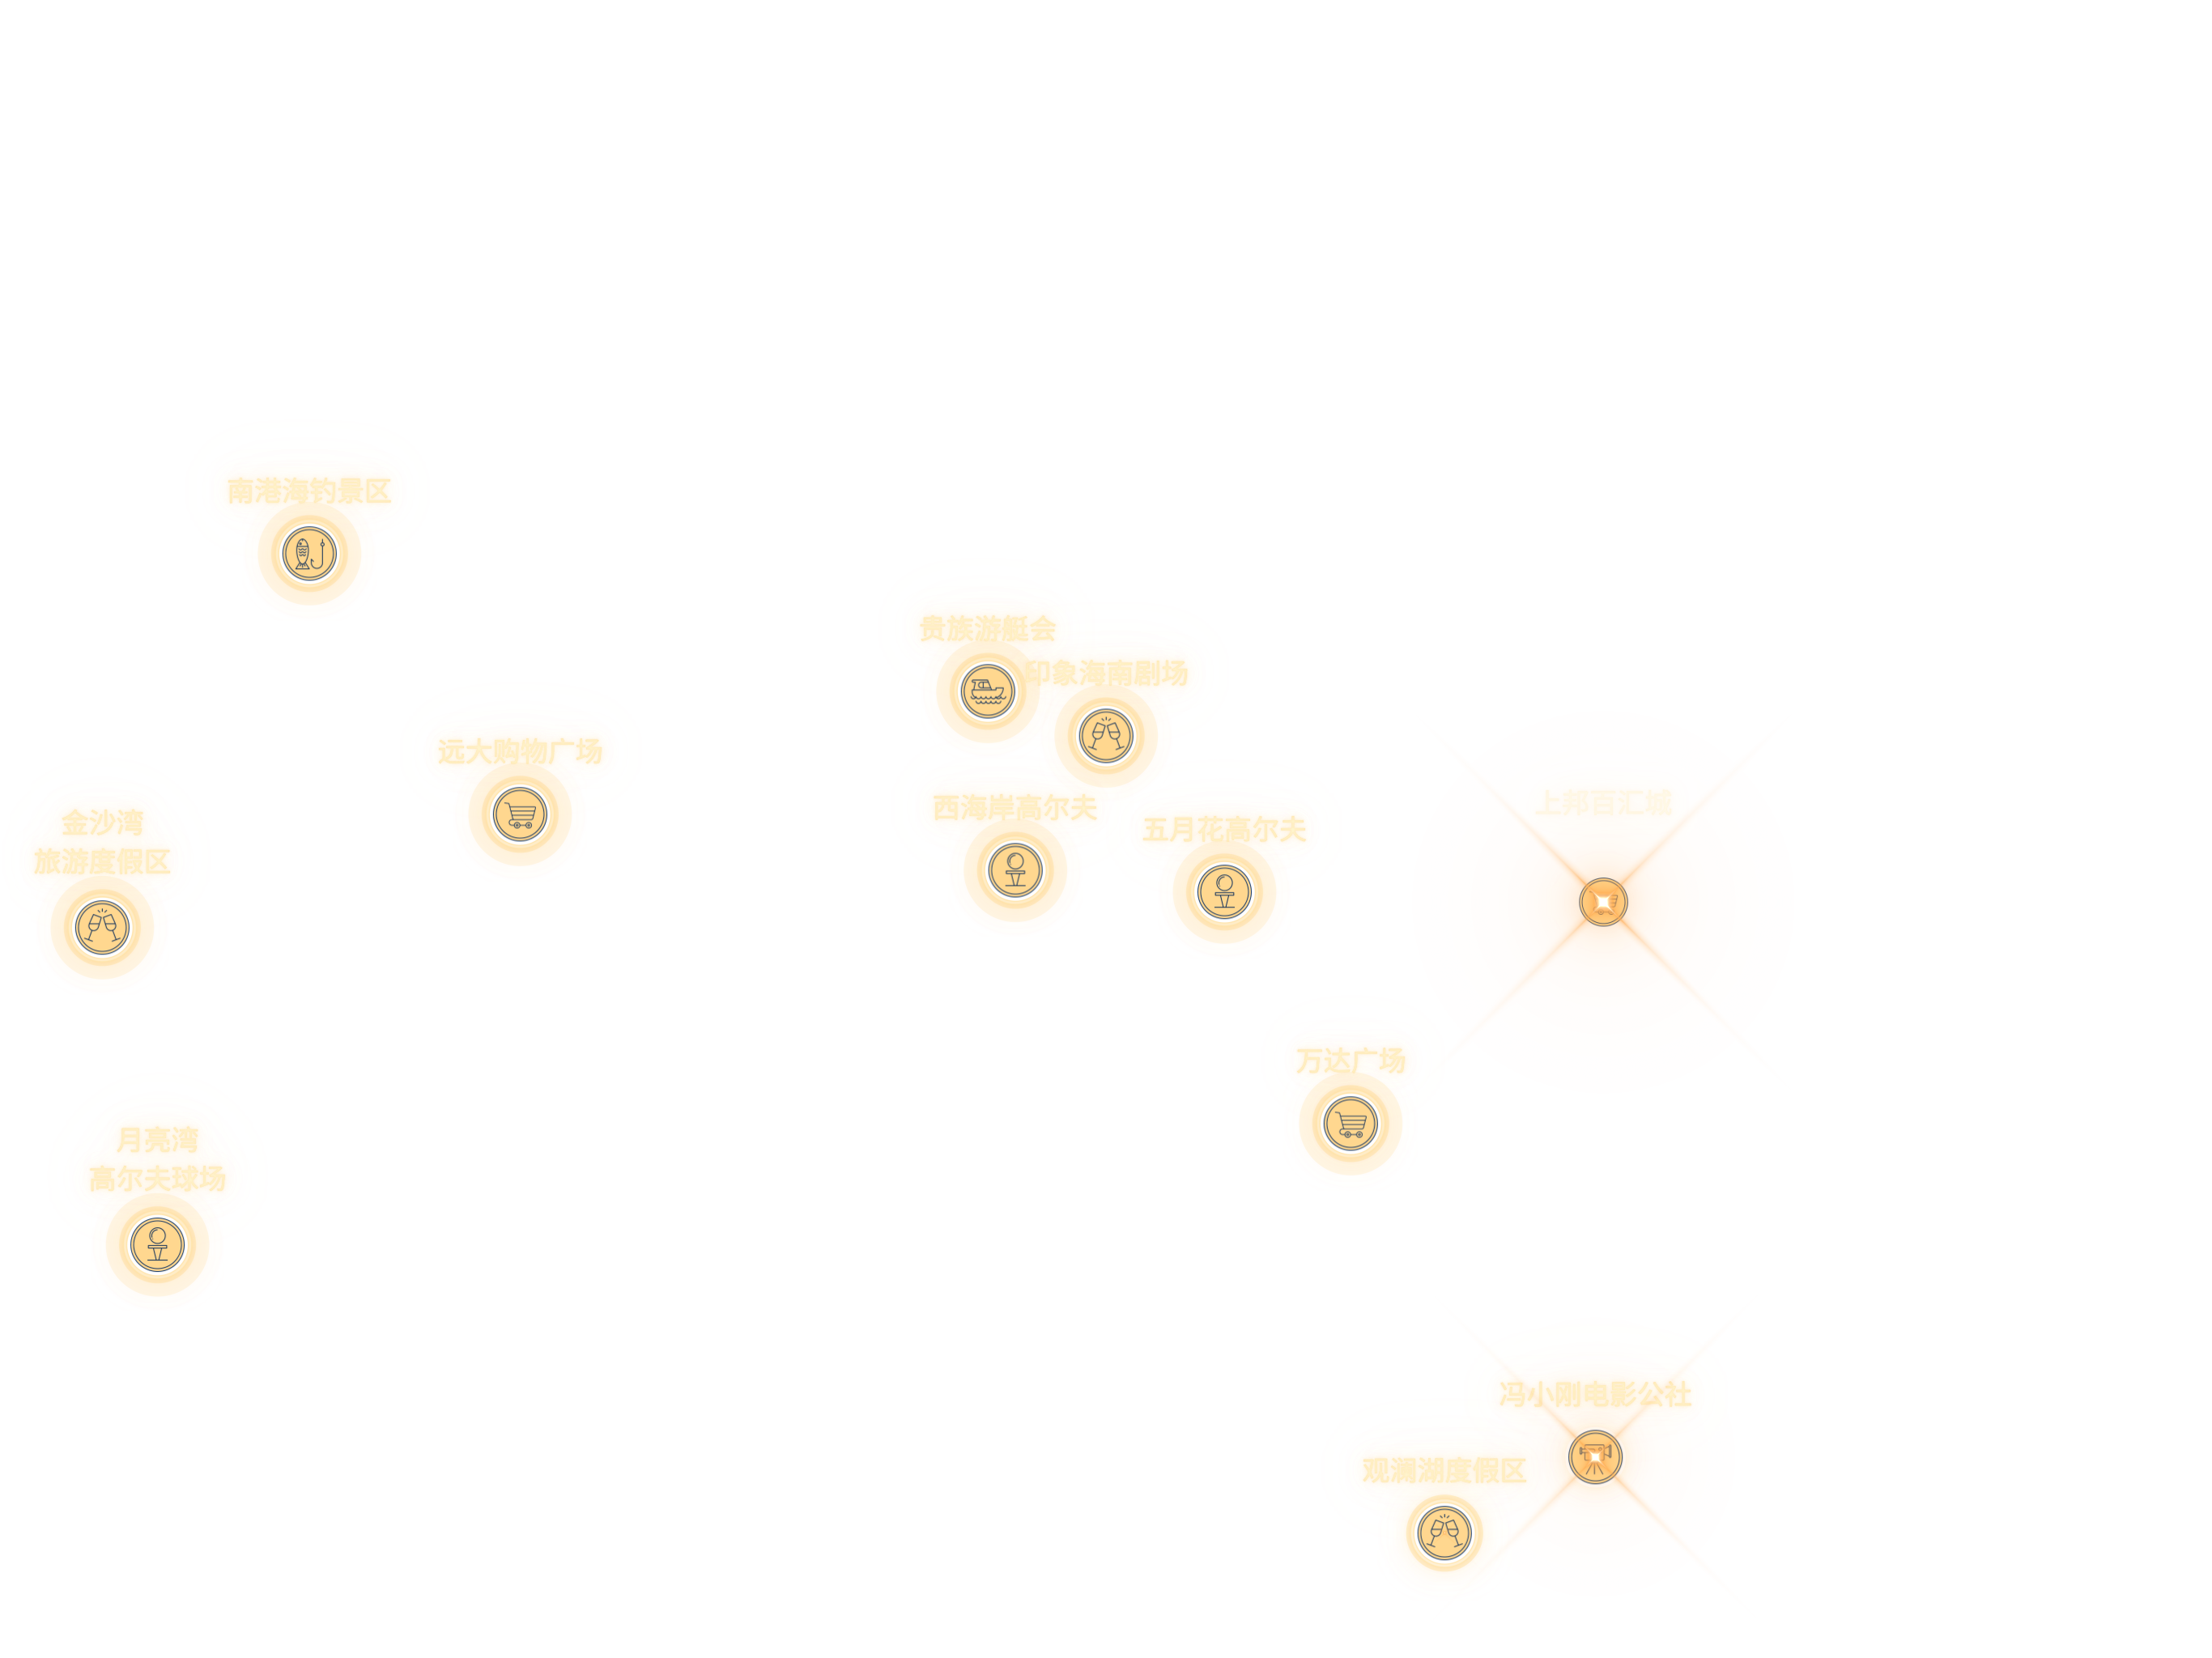 南港海钓景区
贵族游艇会
印象海南剧场
远大购物广场
西海岸高尔夫
五月花高尔夫
上邦百汇城
金沙湾
旅游度假区
万达广场
月亮湾
高尔夫球场
冯小刚电影公社
观澜湖度假区